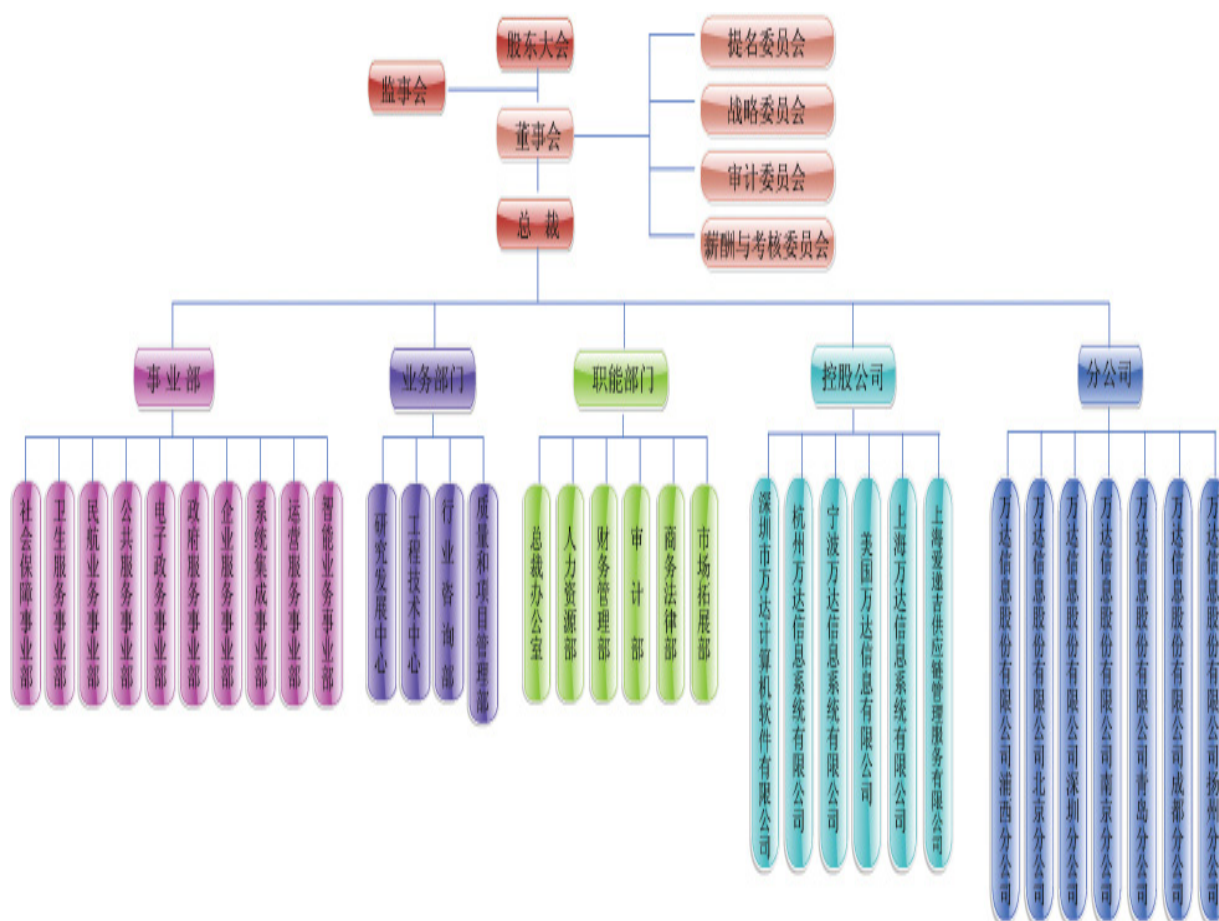 股东大会
提名委员会
监事会
战略委员会
董事会
审计委员会
总 裁
薪酬与考核委员会
事业部
业务部门
职能部门
控股公司
分公司
社会保障事业部
卫生服务事业部
民航业务事业部
公共服务事业部
电子政务事业部
政府服务事业部
企业服务事业部
系统集成事业部
运营服务事业部
智能业务事业部
研究发展中心
工程技术中心
行业咨询部
质量和项目管理部
总裁办公室
人力资源部
财务管理部
审计部
商务法律部
市场拓展部
深圳市万达计算机软件有限公司
杭州万达信息系统有限公司
宁波万达信息系统有限公司
美国万达信息有限公司
上海万达信息系统有限公司
上海爱递吉供应链管理服务有限公司
万达信息股份有限公司浦西分公司
万达信息股份有限公司北京分公司
万达信息股份有限公司深圳分公司
万达信息股份有限公司南京分公司
万达信息股份有限公司青岛分公司
万达信息股份有限公司成都分公司
万达信息股份有限公司扬州分公司